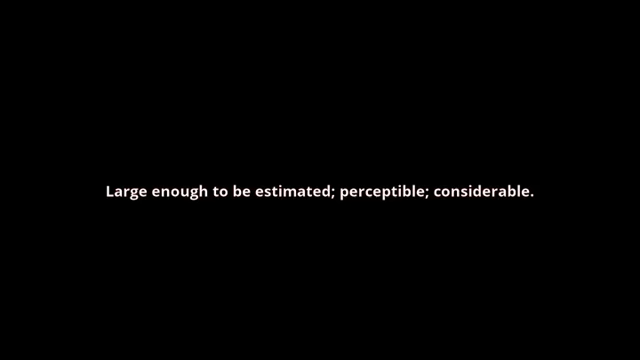 Large enough to be estimated; perceptible; considerable.